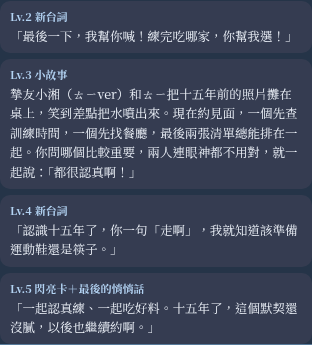 Lv.2 新台詞
「最後一下，我幫你喊！練完吃哪家，你幫我選！」
Lv.3 小故事
摯友小湘（ㄊㄧver）和ㄊㄧ把十五年前的照片攤在
桌上，笑到差點把水噴出來。現在約見面，一個先查
訓練時間，一個先找餐廳，最後兩張清單總能排在一
起。你問哪個比較重要，兩人連眼神都不用對，就一
起說：「都很認真啊！」
Lv.4 新台詞
「認識十五年了，你一句「走啊」，我就知道該準備
運動鞋還是筷子。」
Lv.5 閃亮卡＋最後的悄悄話
「一起認真練、一起吃好料。十五年了，這個默契還
沒膩，以後也繼續約啊。」